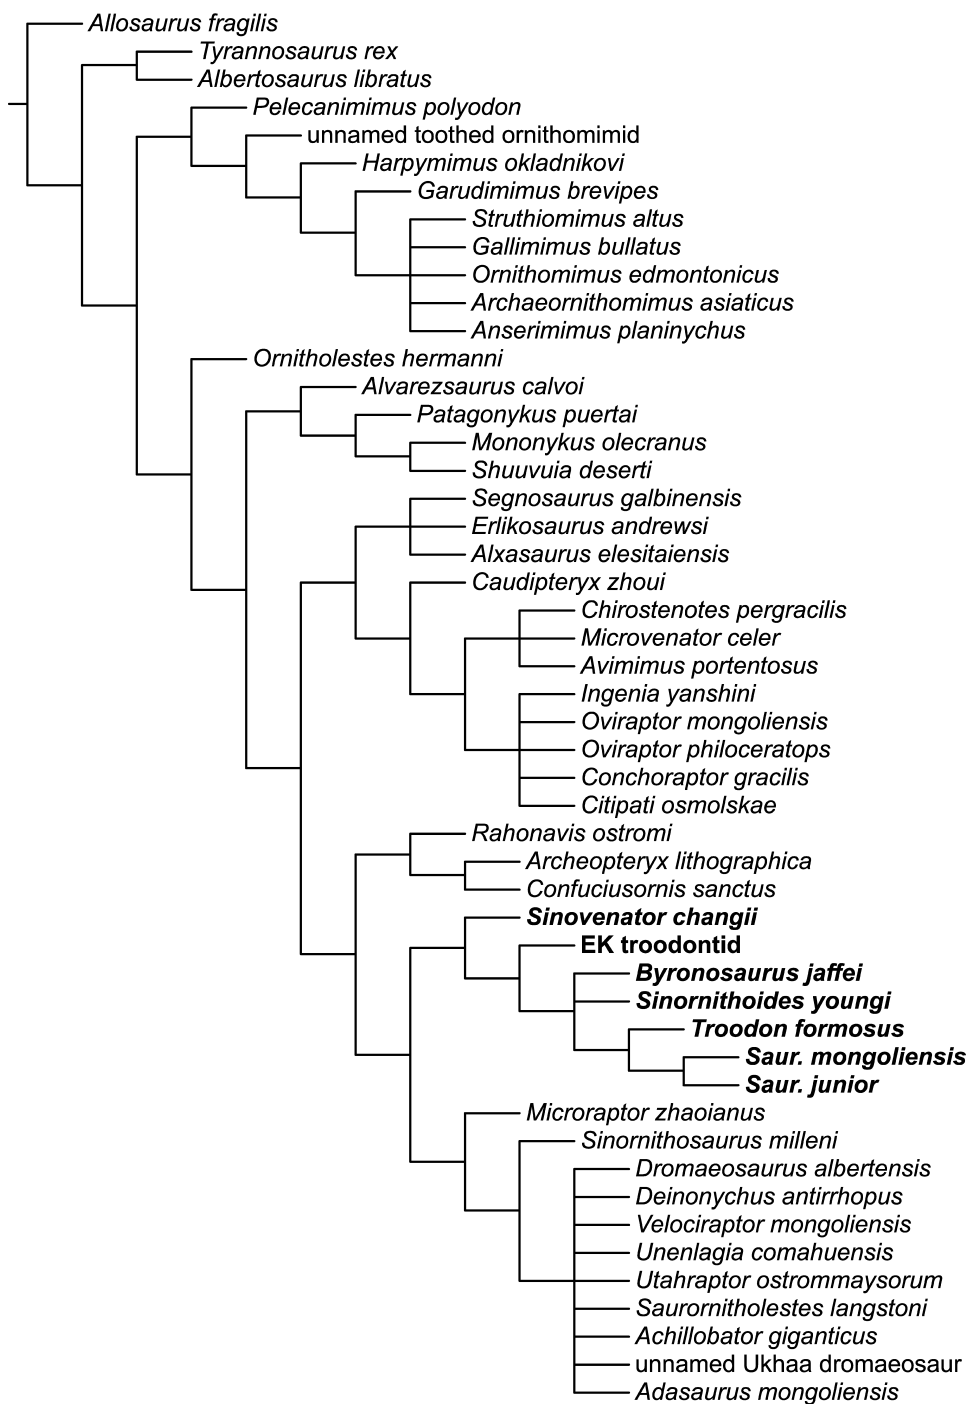 Allosaurus fragilis
Tyrannosaurus rex
Albertosaurus libratus
Pelecanimimus polyodon
unnamed toothed ornithomimid
Harpymimus okladnikovi
Garudimimus brevipes
Struthiomimus altus
Gallimimus bullatus
Ornithomimus edmontonicus
Archaeornithomimus asiaticus
Anserimimus planinychus
Ornitholestes hermanni
Alvarezsaurus calvoi
Patagonykus puertai
Mononykus olecranus
Shuuvuia deserti
Segnosaurus galbinensis
Erlikosaurus andrewsi
Alxasaurus elesitaiensis
Caudipteryx zhoui
Chirostenotes pergracilis
Microvenator celer
Avimimus portentosus
Ingenia yanshini
Oviraptor mongoliensis
Oviraptor philoceratops
Conchoraptor gracilis
Citipati osmolskae
Rahonavis ostromi
Archeopteryx lithographica
Confuciusornis sanctus
Sinovenator changii
EK troodontid
Byronosaurus jaffei
Sinornithoides youngi
Troodon formosus
Saur. mongoliensis
Saur. junior
Microraptor zhaoianus
Sinornithosaurus milleni
Dromaeosaurus albertensis
Deinonychus antirrhopus
Velociraptor mongoliensis
Unenlagia comahuensis
Utahraptor ostrommaysorum
Saurornitholestes langstoni
Achillobator giganticus
unnamed Ukhaa dromaeosaur
Adasaurus mongoliensis